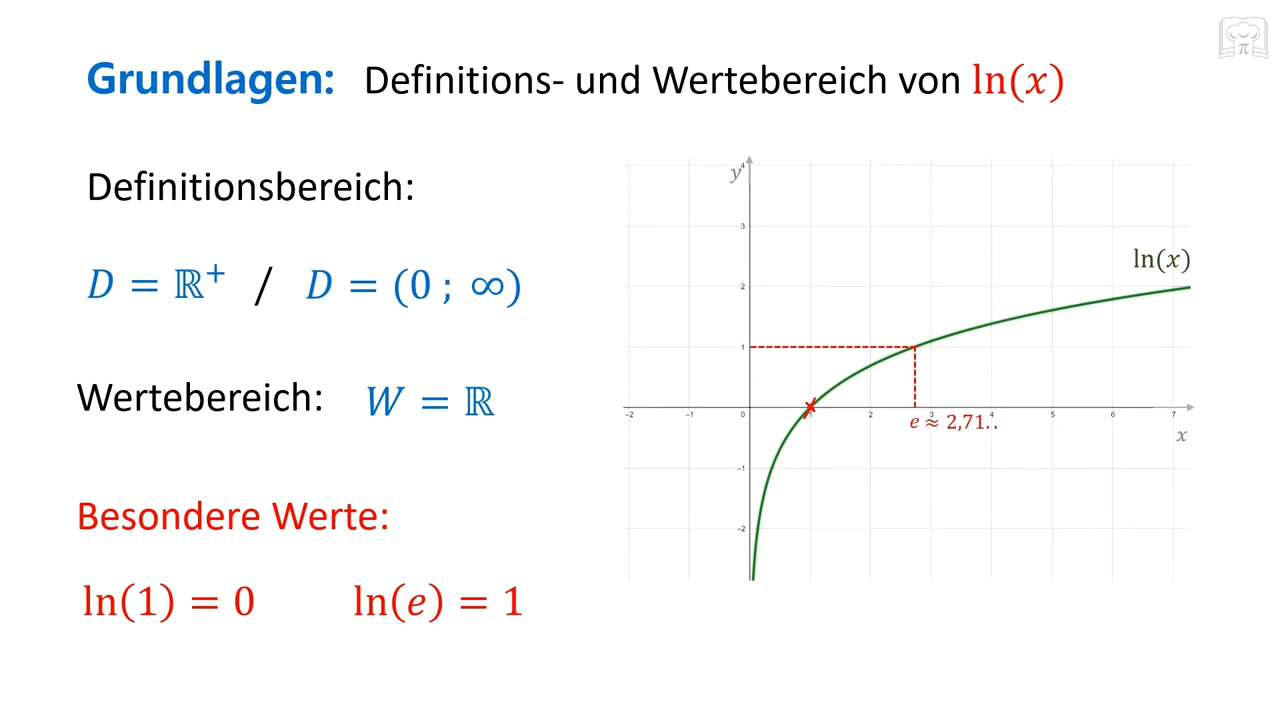 Grundlagen: Definitions- und Wertebereich von ln(x)
Definitionsbereich:
D = ℝ⁺ / D = (0 ; ∞)
Wertebereich: W = ℝ
Besondere Werte:
ln(1) = 0 ln(e) = 1
y
4
3
ln(x)
2
1
−2 −1 0 1 2 3 4 5 6 7
e ≈ 2,71..
x
−1
−2
π